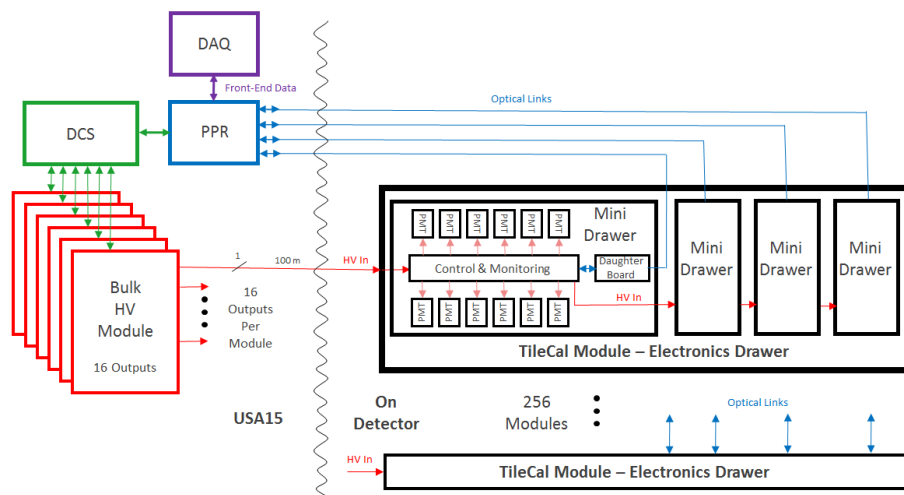 DAQ
Front-End Data
PPR
DCS
Optical Links
Bulk
HV
Module
16 Outputs
1
100 m
16
Outputs
Per
Module
USA15
HV In
PMT
PMT
PMT
PMT
PMT
PMT
Mini
Drawer
Control & Monitoring
Daughter
Board
PMT
PMT
PMT
PMT
PMT
PMT
HV In
Mini
Drawer
Mini
Drawer
Mini
Drawer
TileCal Module – Electronics Drawer
On
Detector
256
Modules
Optical Links
HV In
TileCal Module – Electronics Drawer